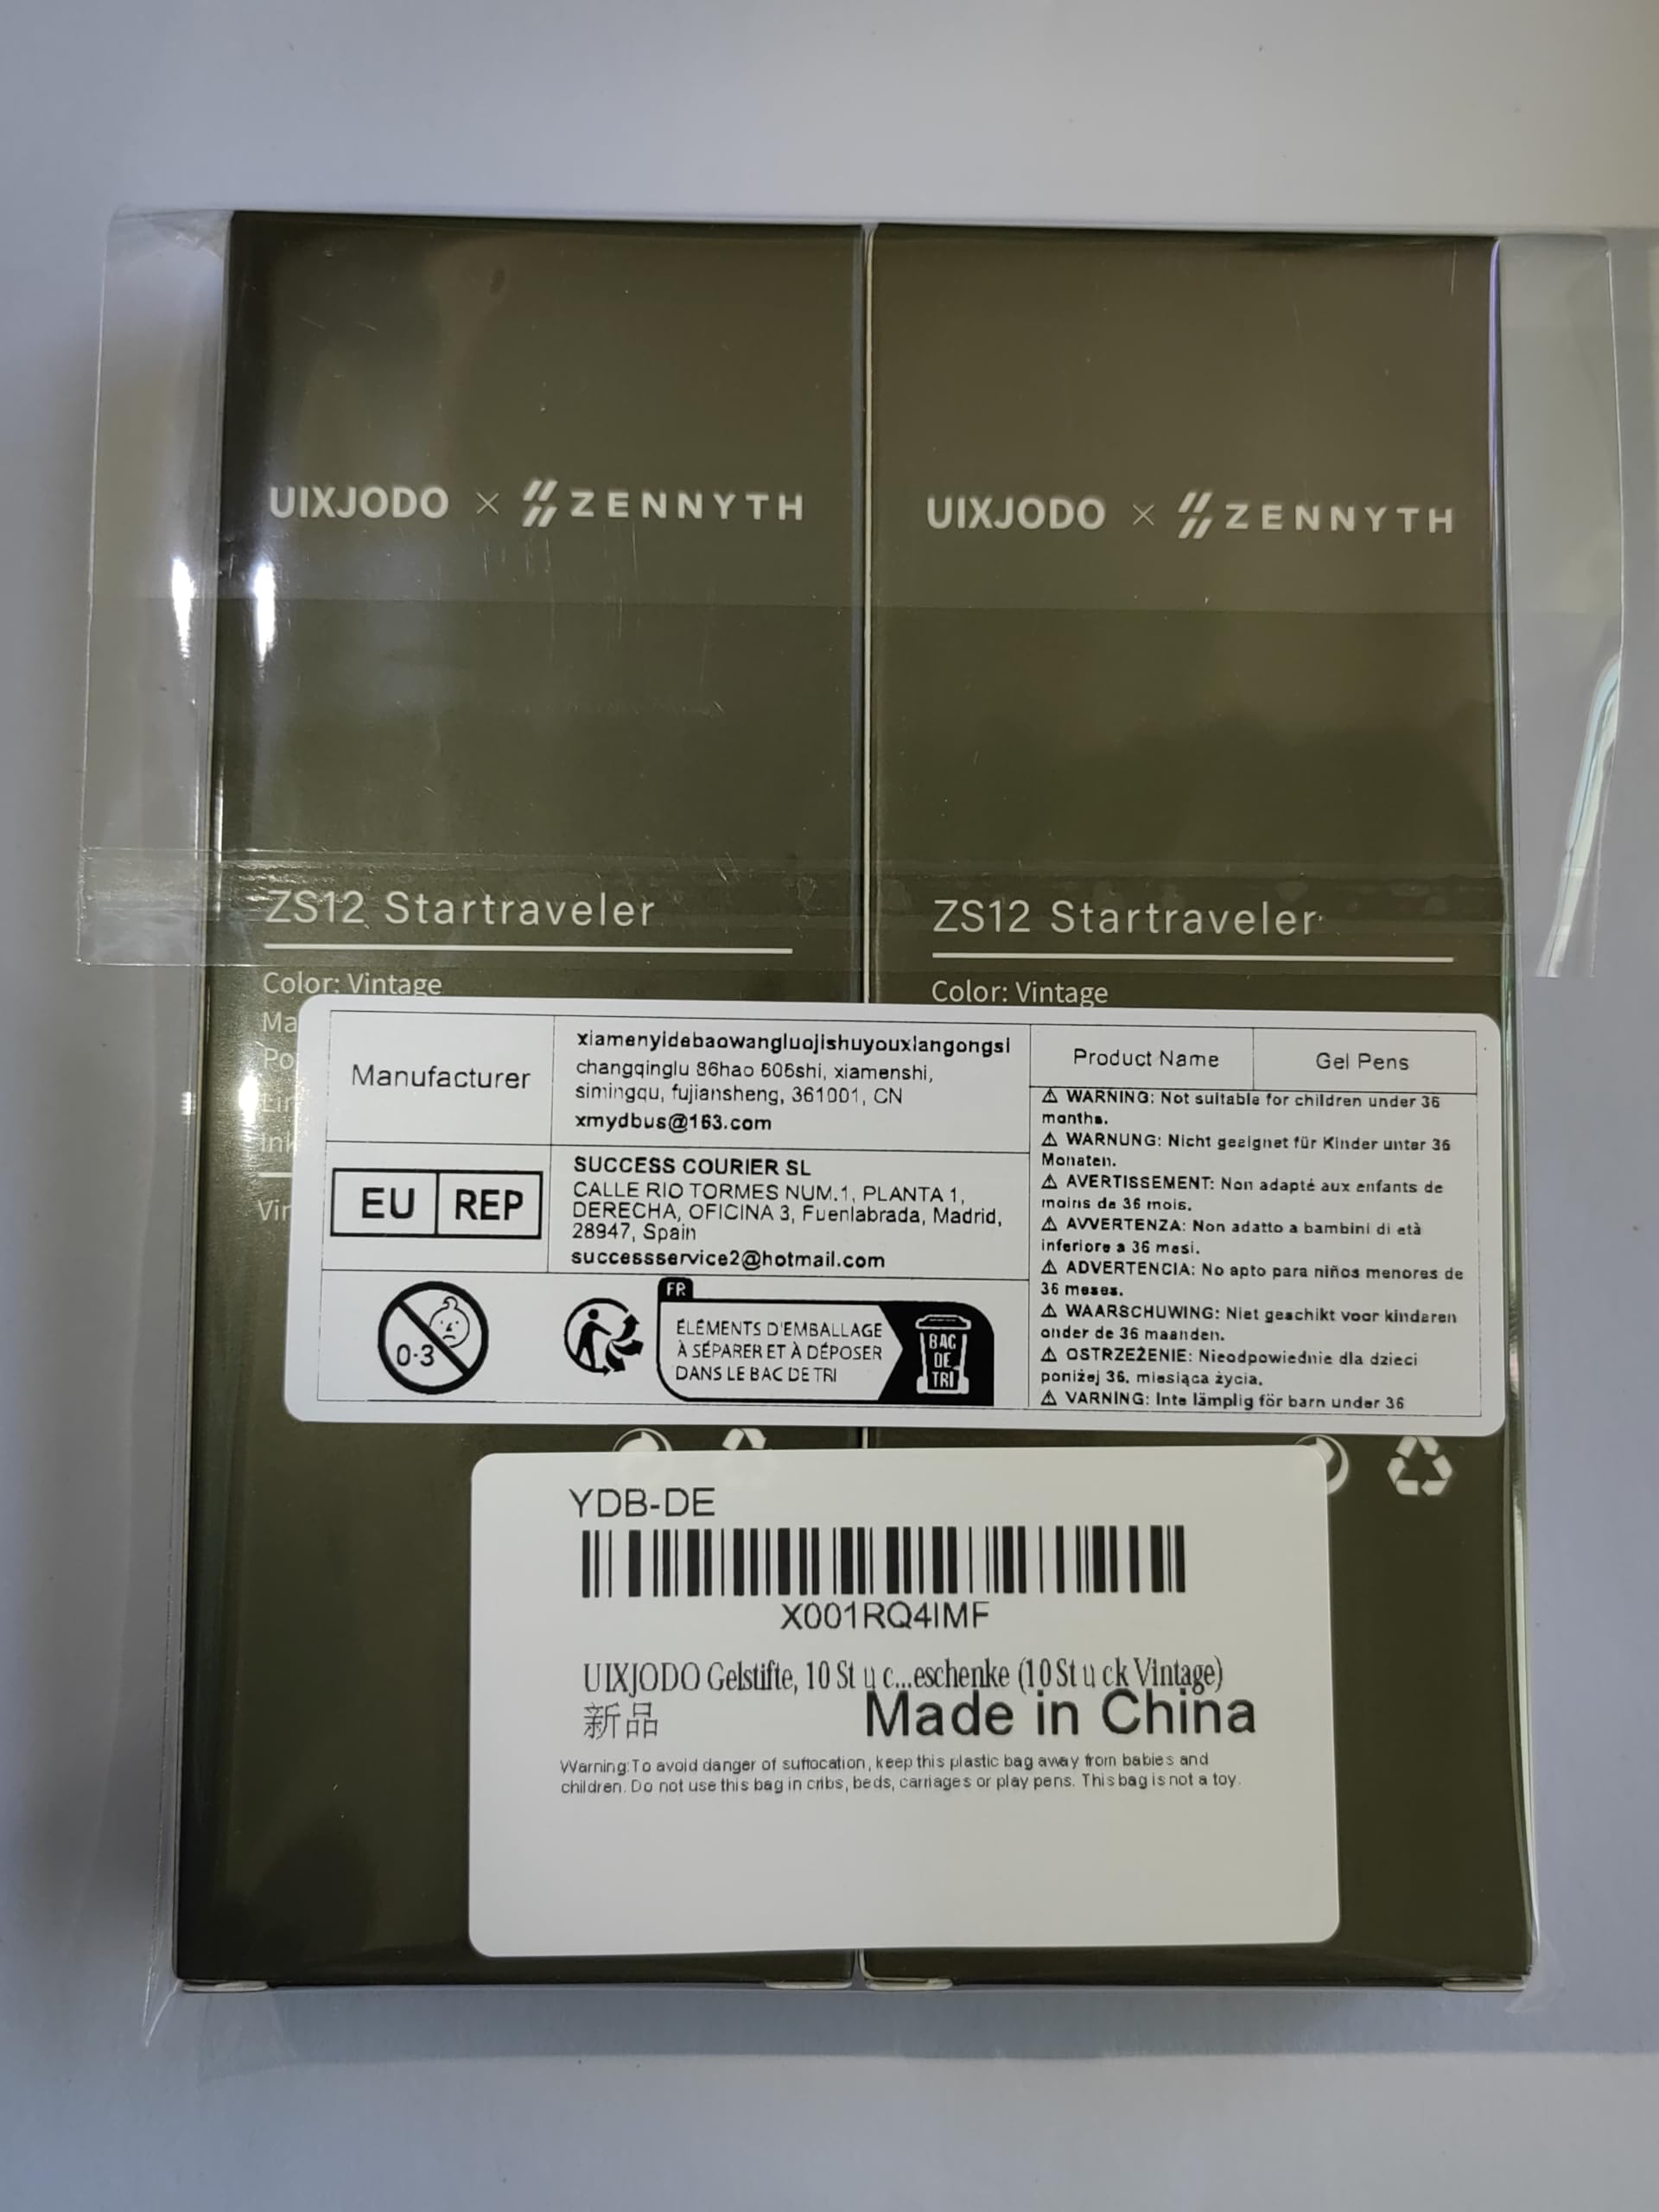 UIXJODO × ZENNYTH
UIXJODO × ZENNYTH
ZS12 Startraveler
Color: Vintage
Ma
Po
Lin
Ink
Vin
ZS12 Startraveler
Color: Vintage
Manufacturer
xiamenyidebaowangluojishuyouxiangongsi
changqinglu 86hao 606shi, xiamenshi,
simingqu, fujiansheng, 361001, CN
xmydbus@163.com
EU REP
SUCCESS COURIER SL
CALLE RIO TORMES NUM.1, PLANTA 1,
DERECHA, OFICINA 3, Fuenlabrada, Madrid,
28947, Spain
successservice2@hotmail.com
0-3
FR
ÉLÉMENTS D'EMBALLAGE
À SÉPARER ET À DÉPOSER
DANS LE BAC DE TRI
BAC
DE
TRI
Product Name
Gel Pens
⚠ WARNING: Not suitable for children under 36
months.
⚠ WARNUNG: Nicht geeignet für Kinder unter 36
Monaten.
⚠ AVERTISSEMENT: Non adapté aux enfants de
moins de 36 mois.
⚠ AVVERTENZA: Non adatto a bambini di età
inferiore a 36 mesi.
⚠ ADVERTENCIA: No apto para niños menores de
36 meses.
⚠ WAARSCHUWING: Niet geschikt voor kinderen
onder de 36 maanden.
⚠ OSTRZEŻENIE: Nieodpowiednie dla dzieci
poniżej 36. miesiąca życia.
⚠ VARNING: Inte lämplig för barn under 36
YDB-DE
X001RQ4IMF
UIXJODO Gelstifte, 10 St u c...eschenke (10 St u ck Vintage)
新品
Made in China
Warning:To avoid danger of suffocation, keep this plastic bag away from babies and
children. Do not use this bag in cribs, beds, carriages or play pens. This bag is not a toy.